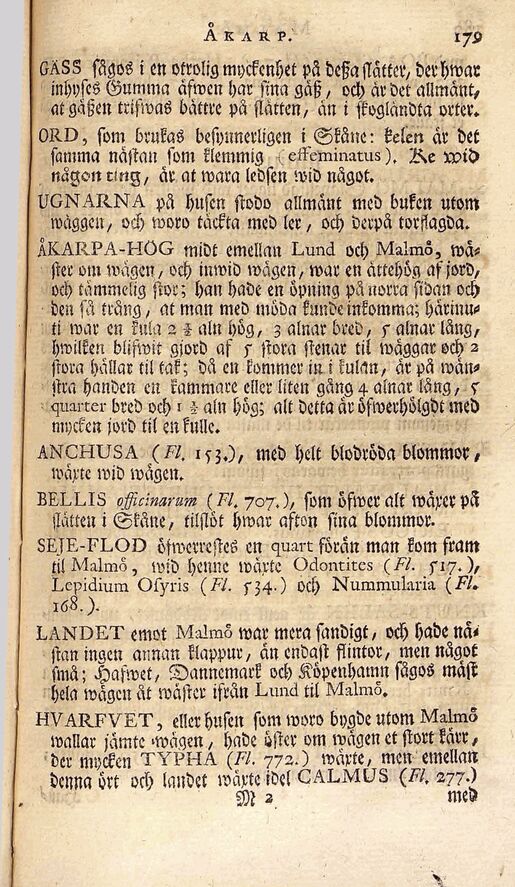 ÅKARP. 179
GÄSS sågos i en otrolig myckenhet på deßa slätter, der hwar
inhyses Gumma äfwen har sina gäß, och är det allmänt,
at gäßen trifwas bättre på slätten, än i skogländta orter.
ORD, som brukas besynnerligen i Skåne: kelen är det
samma nästan som klemmig (effeminatus). Ke wid
någon ting, är at wara ledsen wid något.
UGNARNA på husen stodo allmänt med buken utom
wäggen, och woro täckta med ler, och derpå torflagda.
ÅKARPA-HÖG midt emellan Lund och Malmö, wä-
ster om wägen, och inwid wägen, war en ättehög af jord,
och tämmelig stor; han hade en öpning på norra sidan och
den så trång, at man med möda kunde inkomma; härinu-
ti war en kula 2 ½ aln hög, 3 alnar bred, 5 alnar lång,
hwilken blifwit gjord af 5 stora stenar til wäggar och 2
stora hällar til tak; då en kommer in i kulan, är på wän-
stra handen en kammare eller liten gång 4 alnar lång, 5
quarter bred och 1 ½ aln hög; alt detta är öfwerhölgdt med
mycken jord til en kulle.
ANCHUSA (Fl. 153.), med helt blodröda blommor,
wäxte wid wägen.
BELLIS officinarum (Fl. 707.), som öfwer alt wäxer på
slätten i Skåne, tilslöt hwar afton sina blommor.
SEJE-FLOD öfwerrestes en quart förän man kom fram
til Malmö, wid henne wäxte Odontites (Fl. 517.),
Lepidium Osyris (Fl. 534.) och Nummularia (Fl.
168.).
LANDET emot Malmö war mera sandigt, och hade nä-
stan ingen annan klappur, än endast flintor, men något
små; Hafwet, Dannemark och Köpenhamn sågos mäst
hela wägen åt wäster ifrån Lund til Malmö.
HVARFVET, eller husen som woro bygde utom Malmö
wallar jämte wägen, hade öster om wägen et stort kärr,
der mycken TYPHA (Fl. 772.) wäxte, men emellan
denna ört och landet wäxte idel CALMUS (Fl. 277.)
M 2 med